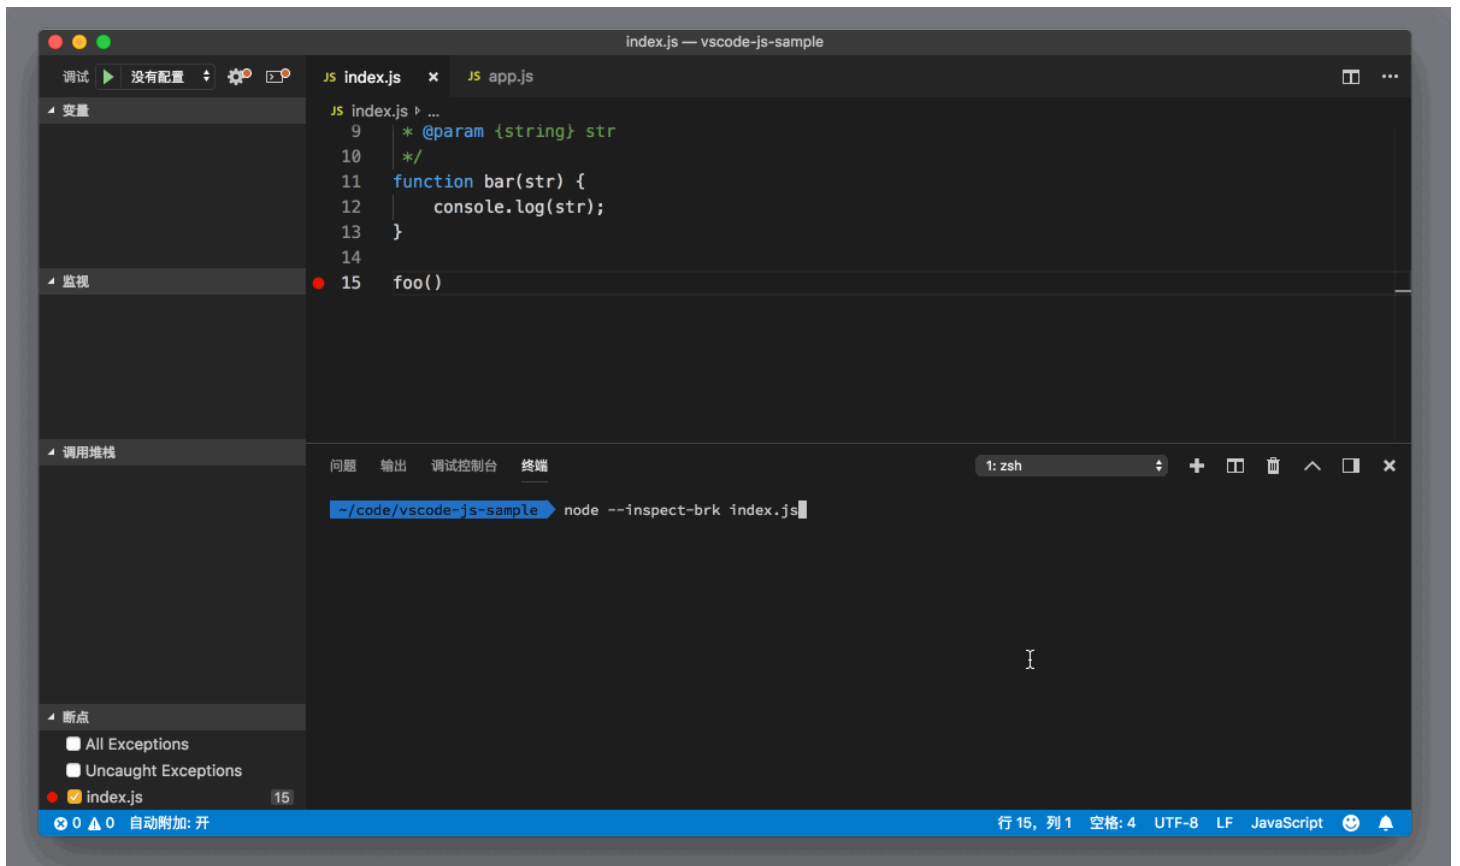 index.js — vscode-js-sample
调试 没有配置
JS index.js × JS app.js
变量
JS index.js ▹ ...
9 * @param {string} str
10 */
11 function bar(str) {
12 console.log(str);
13 }
14
监视
15 foo()
调用堆栈
问题 输出 调试控制台 终端 1: zsh
~/code/vscode-js-sample node --inspect-brk index.js
断点
All Exceptions
Uncaught Exceptions
index.js 15
0 0 自动附加: 开 行 15，列 1 空格: 4 UTF-8 LF JavaScript